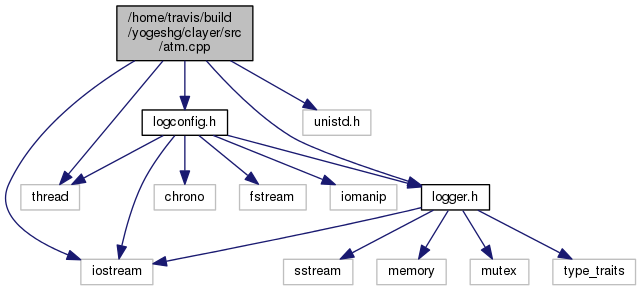 /home/travis/build
/yogeshg/clayer/src
/atm.cpp
logconfig.h
unistd.h
thread
chrono
fstream
iomanip
logger.h
iostream
sstream
memory
mutex
type_traits